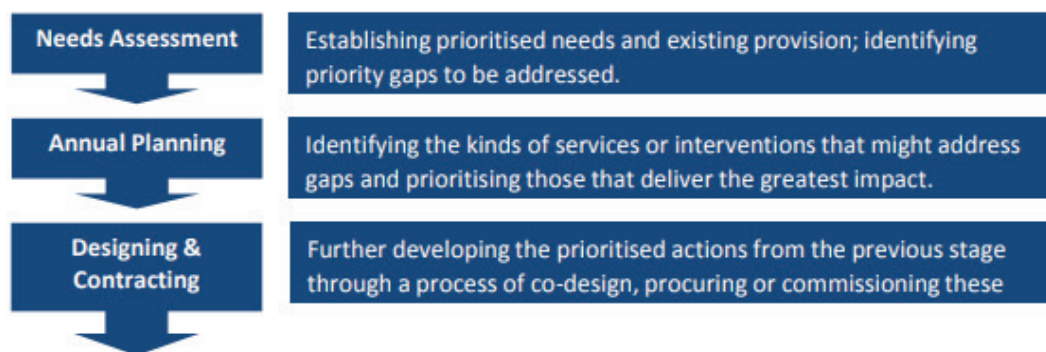 Needs Assessment
Establishing prioritised needs and existing provision; identifying
priority gaps to be addressed.
Annual Planning
Identifying the kinds of services or interventions that might address
gaps and prioritising those that deliver the greatest impact.
Designing &
Contracting
Further developing the prioritised actions from the previous stage
through a process of co-design, procuring or commissioning these